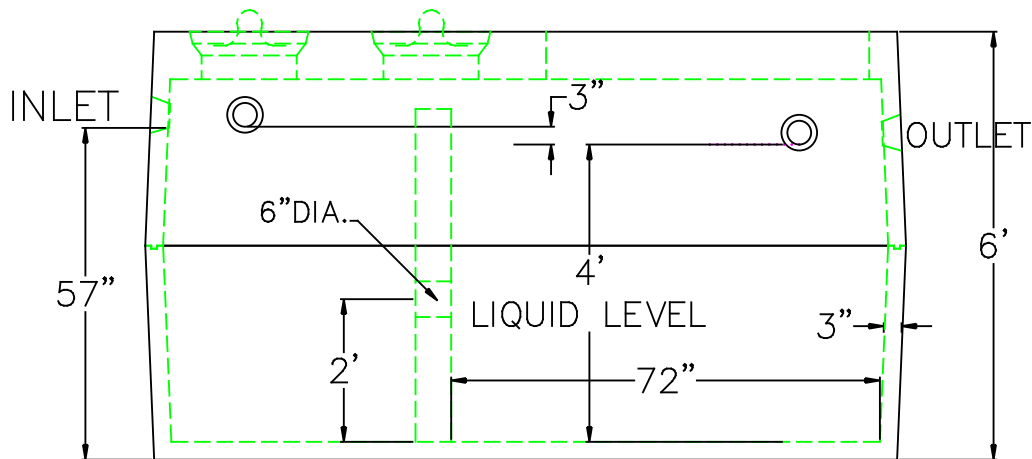 3”
INLET
OUTLET
6”DIA.
6’
4’
57”
LIQUID LEVEL
3”
2’
72”